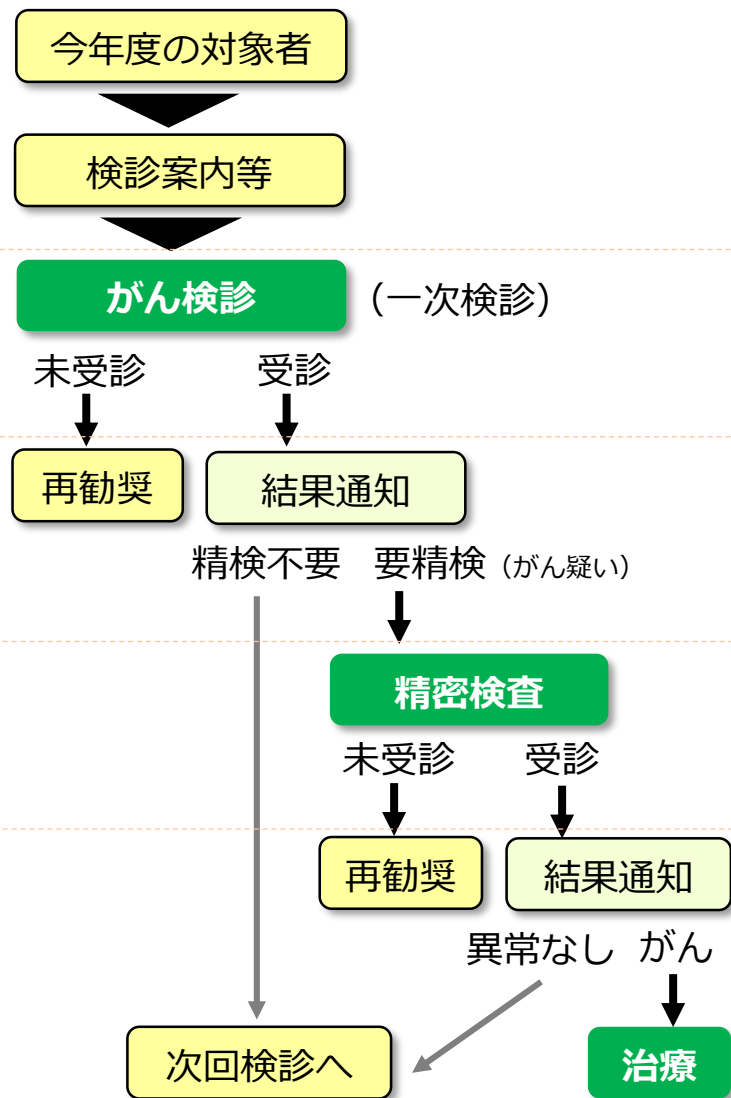 今年度の対象者
検診案内等
がん検診 （一次検診）
未受診 受診
再勧奨 結果通知
精検不要 要精検（がん疑い）
精密検査
未受診 受診
再勧奨 結果通知
異常なし がん
次回検診へ 治療